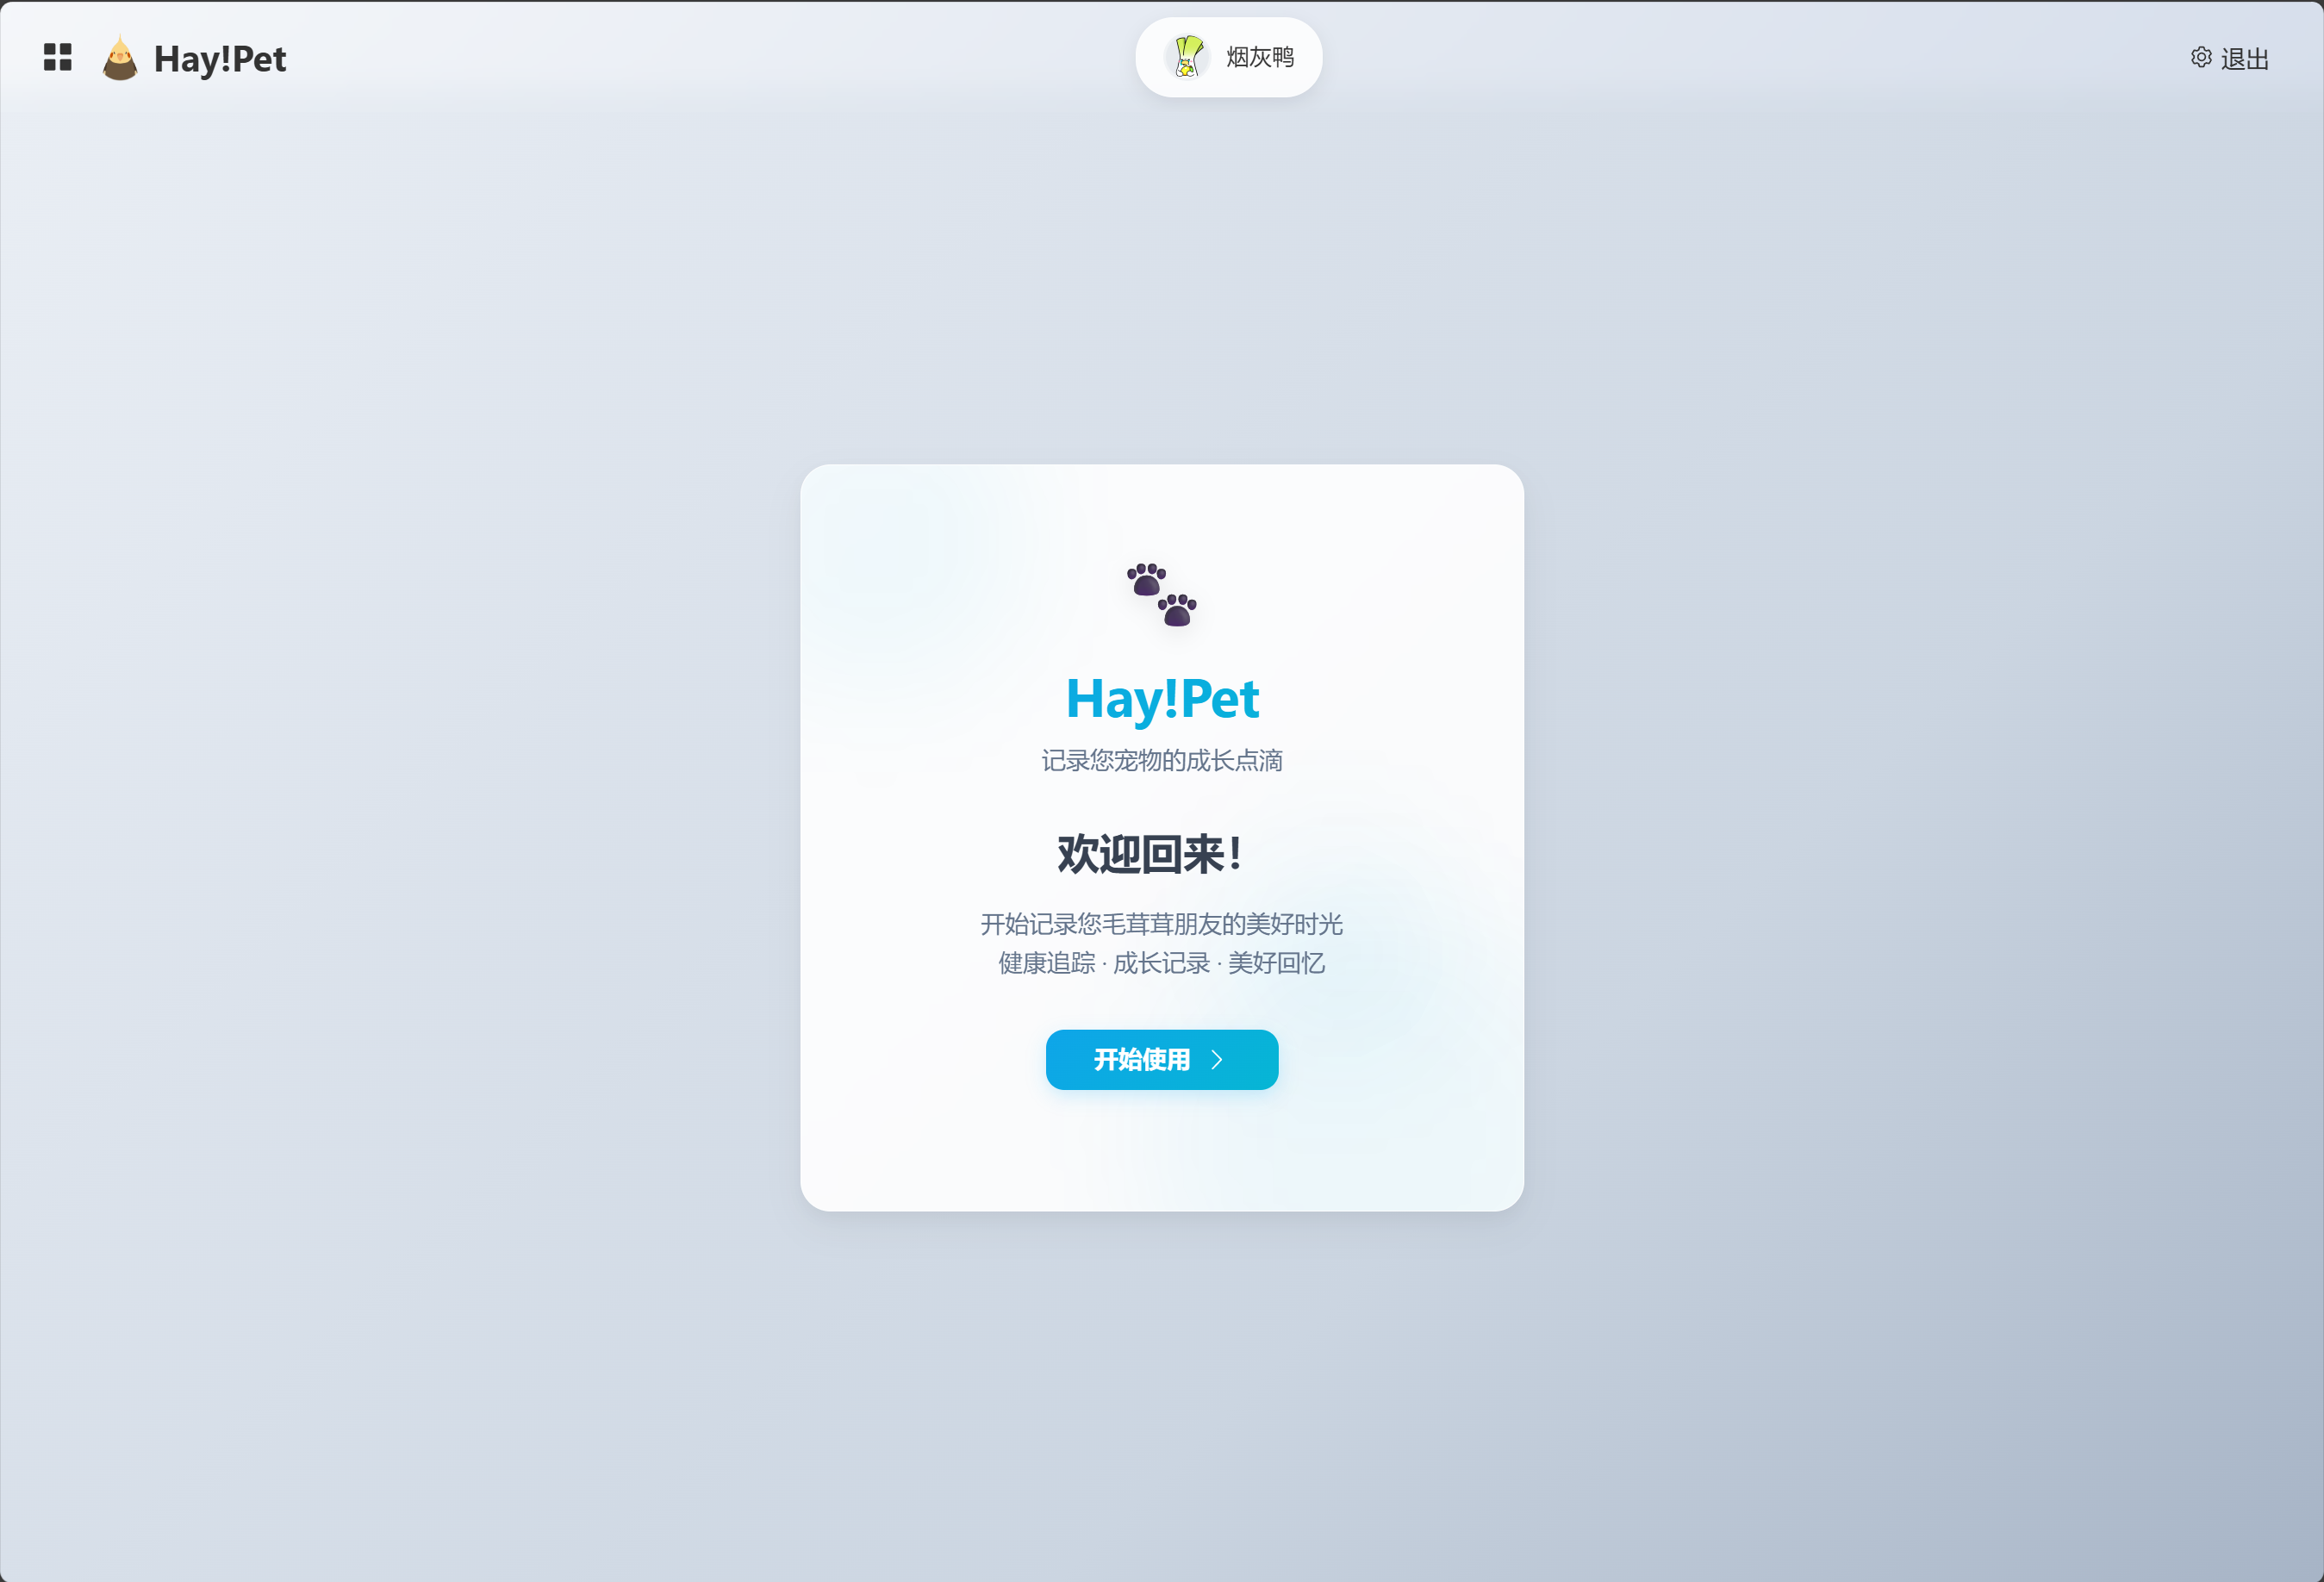 Hay!Pet
烟灰鸭
退出
Hay!Pet
记录您宠物的成长点滴
欢迎回来！
开始记录您毛茸茸朋友的美好时光
健康追踪 · 成长记录 · 美好回忆
开始使用